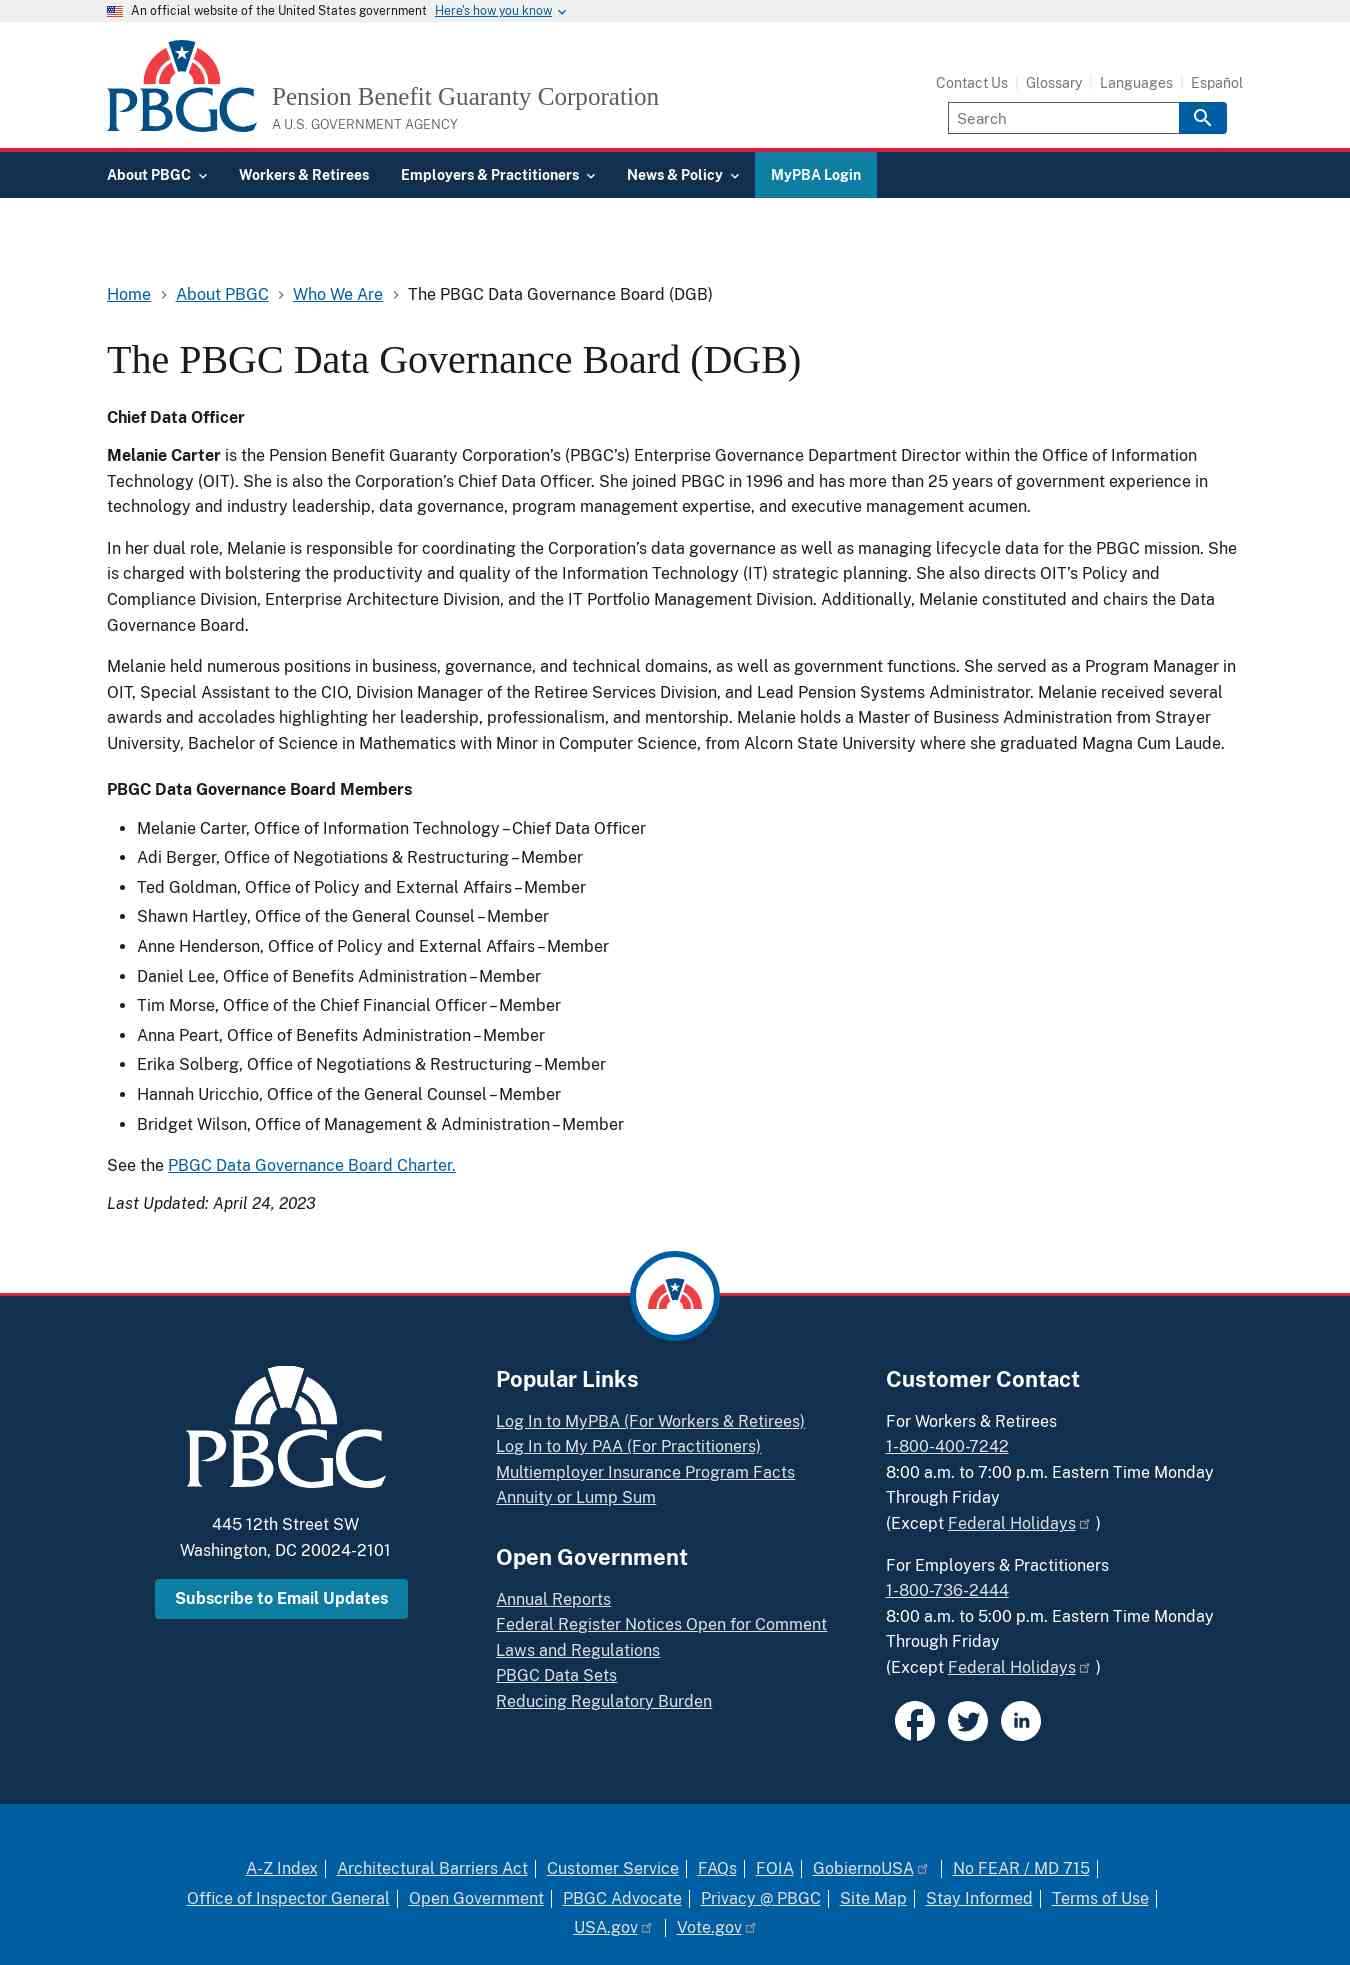 An official website of the United States government Here's how you know
PBGC
Pension Benefit Guaranty Corporation
A U.S. GOVERNMENT AGENCY
Contact Us Glossary Languages Español
Search
About PBGC Workers & Retirees Employers & Practitioners News & Policy MyPBA Login
Home About PBGC Who We Are The PBGC Data Governance Board (DGB)
The PBGC Data Governance Board (DGB)
Chief Data Officer
Melanie Carter is the Pension Benefit Guaranty Corporation’s (PBGC’s) Enterprise Governance Department Director within the Office of Information
Technology (OIT). She is also the Corporation’s Chief Data Officer. She joined PBGC in 1996 and has more than 25 years of government experience in
technology and industry leadership, data governance, program management expertise, and executive management acumen.
In her dual role, Melanie is responsible for coordinating the Corporation’s data governance as well as managing lifecycle data for the PBGC mission. She
is charged with bolstering the productivity and quality of the Information Technology (IT) strategic planning. She also directs OIT’s Policy and
Compliance Division, Enterprise Architecture Division, and the IT Portfolio Management Division. Additionally, Melanie constituted and chairs the Data
Governance Board.
Melanie held numerous positions in business, governance, and technical domains, as well as government functions. She served as a Program Manager in
OIT, Special Assistant to the CIO, Division Manager of the Retiree Services Division, and Lead Pension Systems Administrator. Melanie received several
awards and accolades highlighting her leadership, professionalism, and mentorship. Melanie holds a Master of Business Administration from Strayer
University, Bachelor of Science in Mathematics with Minor in Computer Science, from Alcorn State University where she graduated Magna Cum Laude.
PBGC Data Governance Board Members
• Melanie Carter, Office of Information Technology – Chief Data Officer
• Adi Berger, Office of Negotiations & Restructuring – Member
• Ted Goldman, Office of Policy and External Affairs – Member
• Shawn Hartley, Office of the General Counsel – Member
• Anne Henderson, Office of Policy and External Affairs – Member
• Daniel Lee, Office of Benefits Administration – Member
• Tim Morse, Office of the Chief Financial Officer – Member
• Anna Peart, Office of Benefits Administration – Member
• Erika Solberg, Office of Negotiations & Restructuring – Member
• Hannah Uricchio, Office of the General Counsel – Member
• Bridget Wilson, Office of Management & Administration – Member
See the PBGC Data Governance Board Charter.
Last Updated: April 24, 2023
PBGC
445 12th Street SW
Washington, DC 20024-2101
Subscribe to Email Updates
Popular Links
Log In to MyPBA (For Workers & Retirees)
Log In to My PAA (For Practitioners)
Multiemployer Insurance Program Facts
Annuity or Lump Sum
Open Government
Annual Reports
Federal Register Notices Open for Comment
Laws and Regulations
PBGC Data Sets
Reducing Regulatory Burden
Customer Contact
For Workers & Retirees
1-800-400-7242
8:00 a.m. to 7:00 p.m. Eastern Time Monday
Through Friday
(Except Federal Holidays )
For Employers & Practitioners
1-800-736-2444
8:00 a.m. to 5:00 p.m. Eastern Time Monday
Through Friday
(Except Federal Holidays )
in
A-Z Index Architectural Barriers Act Customer Service FAQs FOIA GobiernoUSA No FEAR / MD 715
Office of Inspector General Open Government PBGC Advocate Privacy @ PBGC Site Map Stay Informed Terms of Use
USA.gov Vote.gov